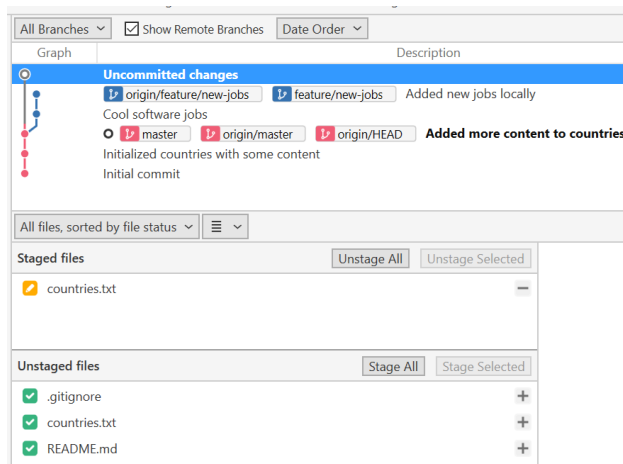 All Branches Show Remote Branches Date Order
Graph Description
Uncommitted changes
origin/feature/new-jobs feature/new-jobs Added new jobs locally
Cool software jobs
master origin/master origin/HEAD Added more content to countries
Initialized countries with some content
Initial commit
All files, sorted by file status
Staged files Unstage All Unstage Selected
countries.txt
Unstaged files Stage All Stage Selected
.gitignore
countries.txt
README.md